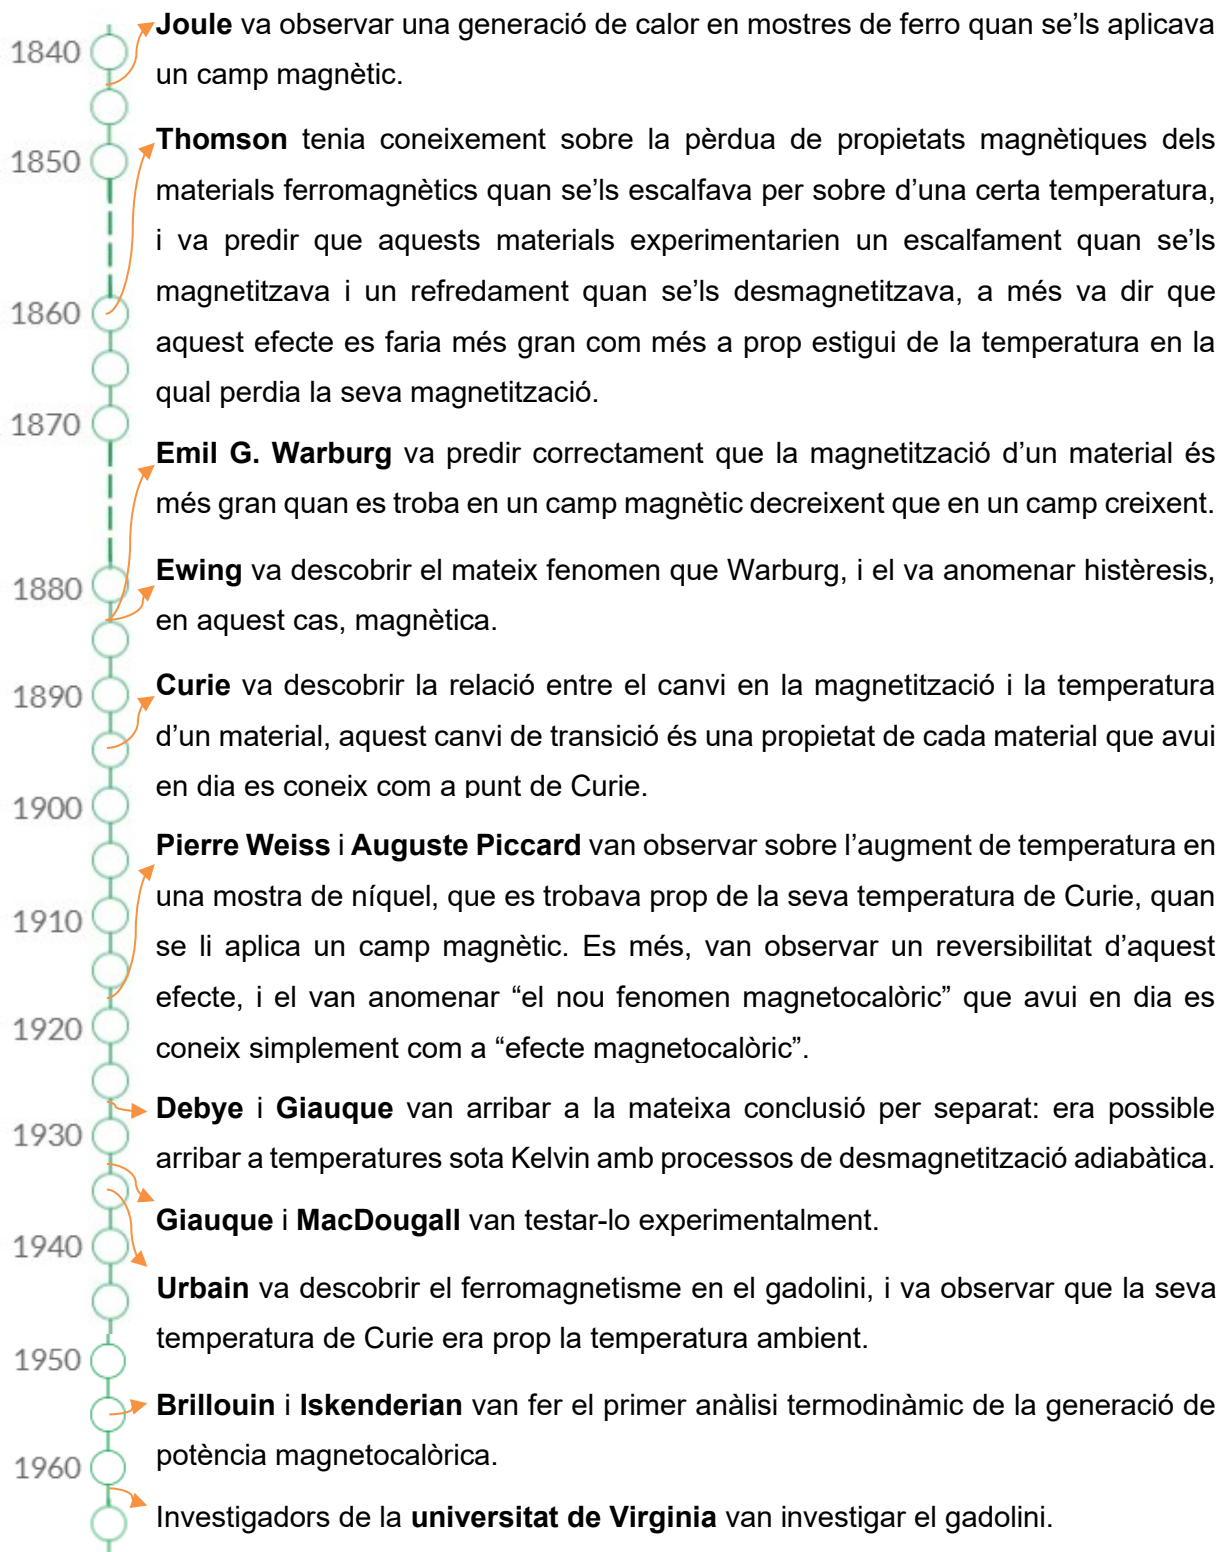 Joule va observar una generació de calor en mostres de ferro quan se’ls aplicava
1840
un camp magnètic.
Thomson tenia coneixement sobre la pèrdua de propietats magnètiques dels
1850
materials ferromagnètics quan se’ls escalfava per sobre d’una certa temperatura,
i va predir que aquests materials experimentarien un escalfament quan se’ls
magnetitzava i un refredament quan se’ls desmagnetitzava, a més va dir que
1860
aquest efecte es faria més gran com més a prop estigui de la temperatura en la
qual perdia la seva magnetització.
1870
Emil G. Warburg va predir correctament que la magnetització d’un material és
més gran quan es troba en un camp magnètic decreixent que en un camp creixent.
Ewing va descobrir el mateix fenomen que Warburg, i el va anomenar histèresis,
1880
en aquest cas, magnètica.
Curie va descobrir la relació entre el canvi en la magnetització i la temperatura
1890
d’un material, aquest canvi de transició és una propietat de cada material que avui
en dia es coneix com a punt de Curie.
1900
Pierre Weiss i Auguste Piccard van observar sobre l’augment de temperatura en
una mostra de níquel, que es trobava prop de la seva temperatura de Curie, quan
1910
se li aplica un camp magnètic. Es més, van observar un reversibilitat d’aquest
efecte, i el van anomenar “el nou fenomen magnetocalòric” que avui en dia es
1920
coneix simplement com a “efecte magnetocalòric”.
Debye i Giauque van arribar a la mateixa conclusió per separat: era possible
1930
arribar a temperatures sota Kelvin amb processos de desmagnetització adiabàtica.
Giauque i MacDougall van testar-lo experimentalment.
1940
Urbain va descobrir el ferromagnetisme en el gadolini, i va observar que la seva
temperatura de Curie era prop la temperatura ambient.
1950
Brillouin i Iskenderian van fer el primer anàlisi termodinàmic de la generació de
potència magnetocalòrica.
1960
Investigadors de la universitat de Virginia van investigar el gadolini.